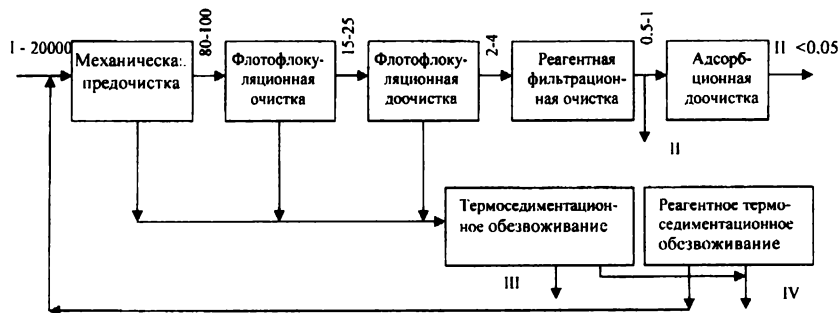 I - 20000
Механическа:.
предочистка
80-100
Флотофлоку-
ляционная
очистка
15-25
Флотофлоку-
ляционная
доочистка
2-4
Реагентная
фильтрацион-
ная очистка
0.5-1
Адсорб-
ционная
доочистка
II <0.05
II
Термоседиментацион-
ное обезвоживание
Реагентное термо-
седиментационное
обезвоживание
III
IV